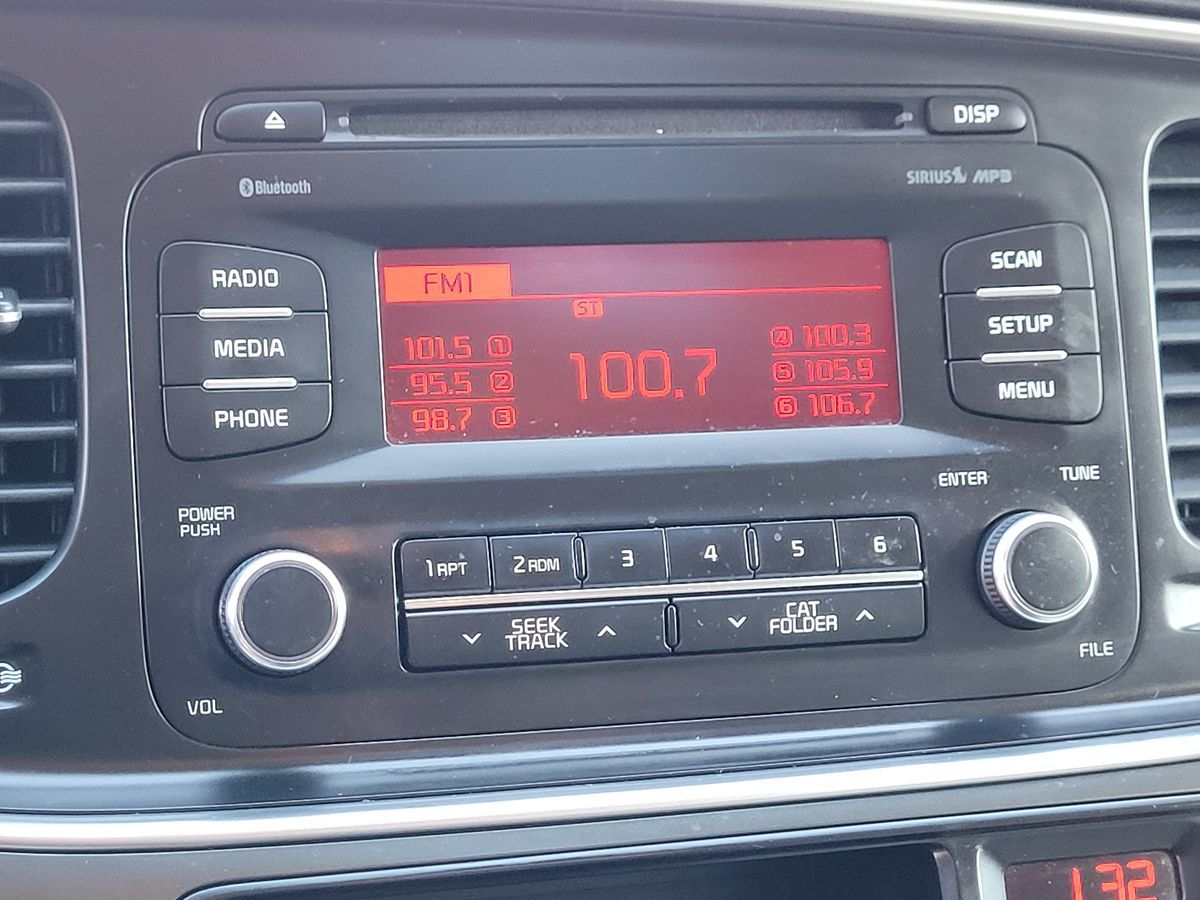 DISP
Bluetooth
SIRIUS MP3
RADIO
MEDIA
PHONE
FM1
ST
101.5 1
95.5 2
98.7 3
100.7
4 100.3
5 105.9
6 106.7
SCAN
SETUP
MENU
POWER
PUSH
VOL
1 RPT
2 RDM
3
4
5
6
SEEK
TRACK
CAT
FOLDER
ENTER
TUNE
FILE
1:32